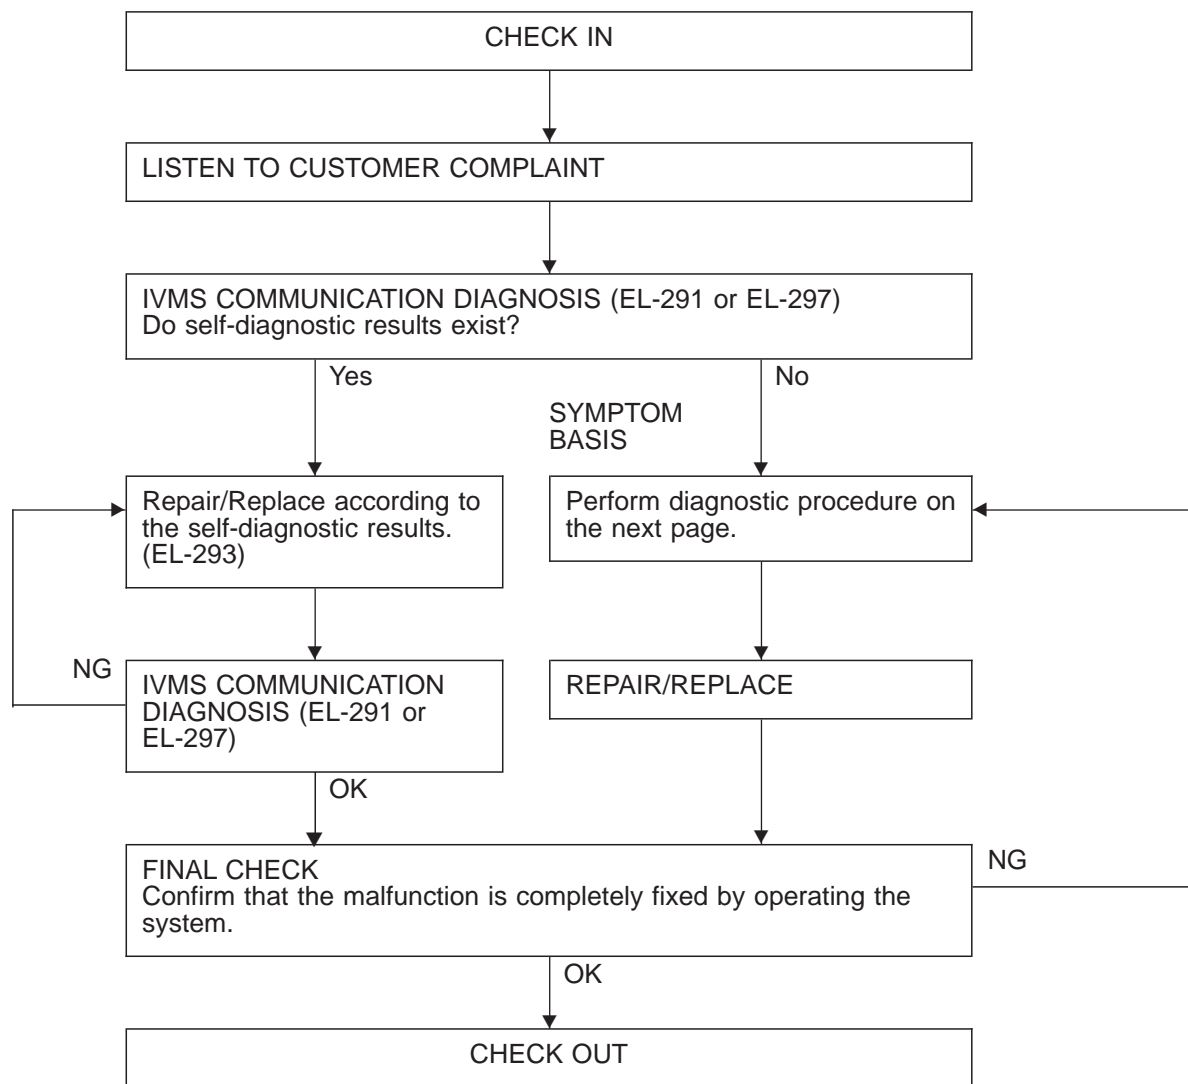 CHECK IN
LISTEN TO CUSTOMER COMPLAINT
IVMS COMMUNICATION DIAGNOSIS (EL-291 or EL-297)
Do self-diagnostic results exist?
Yes
No
SYMPTOM
BASIS
Repair/Replace according to
the self-diagnostic results.
(EL-293)
Perform diagnostic procedure on
the next page.
NG
IVMS COMMUNICATION
DIAGNOSIS (EL-291 or
EL-297)
REPAIR/REPLACE
OK
FINAL CHECK
Confirm that the malfunction is completely fixed by operating the
system.
NG
OK
CHECK OUT